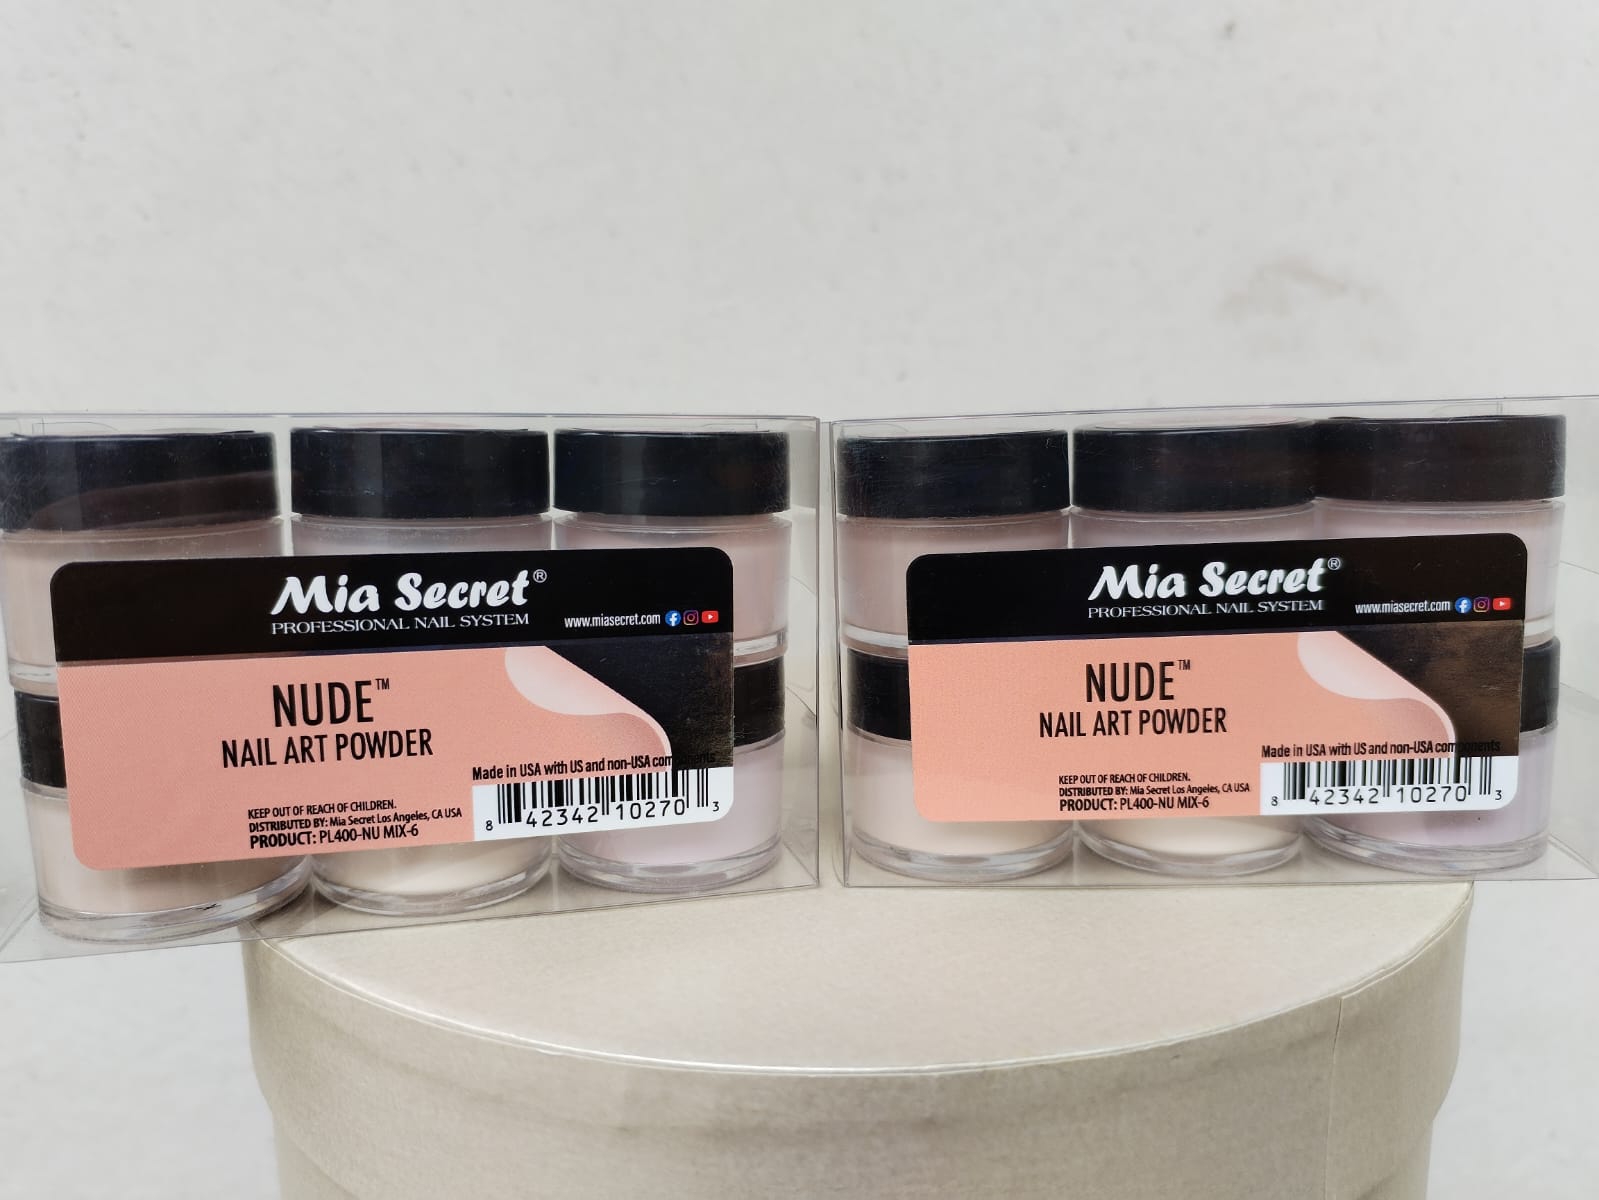 Mia Secret®
PROFESSIONAL NAIL SYSTEM
www.miasecret.com
NUDE™
NAIL ART POWDER
Made in USA with US and non-USA components
KEEP OUT OF REACH OF CHILDREN.
DISTRIBUTED BY: Mia Secret Los Angeles, CA USA
PRODUCT: PL400-NU MIX-6
8 42342 10270 3
Mia Secret®
PROFESSIONAL NAIL SYSTEM
www.miasecret.com
NUDE™
NAIL ART POWDER
Made in USA with US and non-USA components
KEEP OUT OF REACH OF CHILDREN.
DISTRIBUTED BY: Mia Secret Los Angeles, CA USA
PRODUCT: PL400-NU MIX-6
8 42342 10270 3